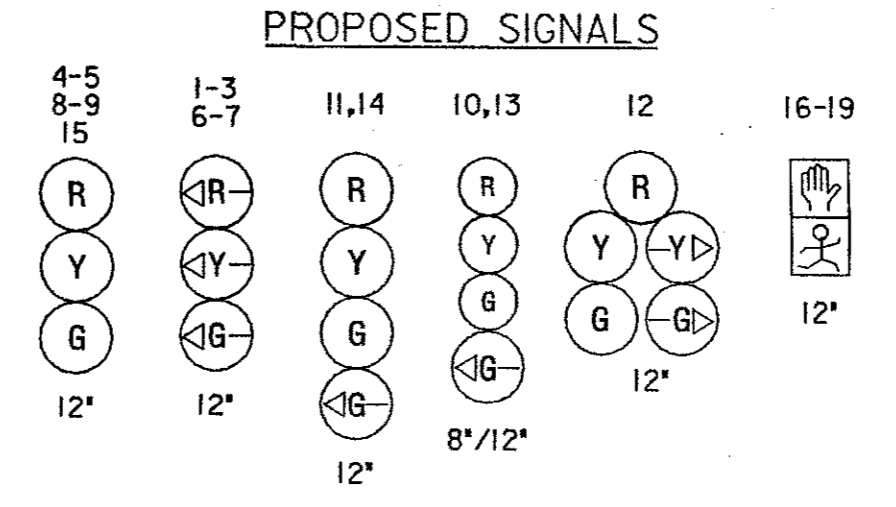 PROPOSED SIGNALS
4-5
8-9
15
R
Y
G
12"
1-3
6-7
R
Y
G
12"
11,14
R
Y
G
G
12"
10,13
R
Y
G
G
8"/12"
12
R
Y Y
G G
12"
16-19
12"